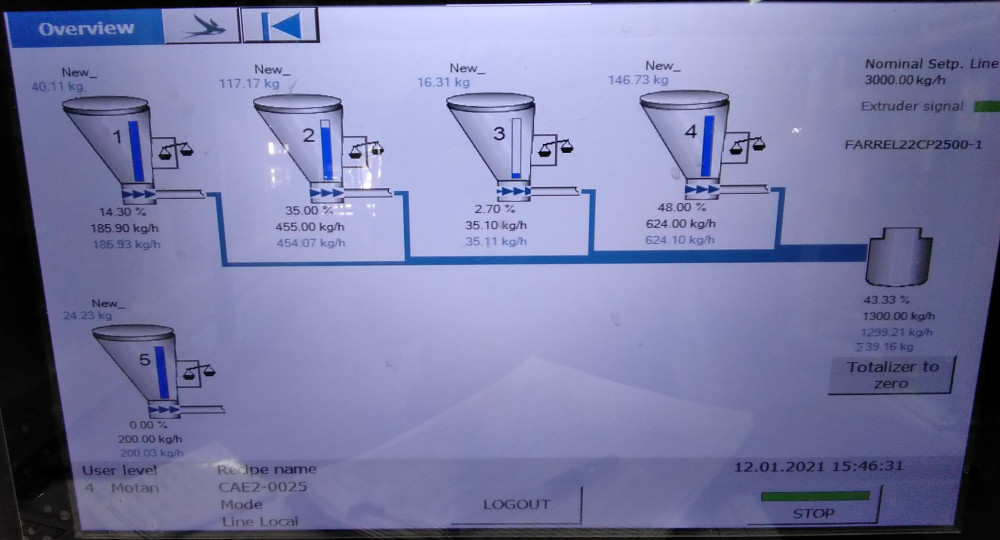 Overview
New_
40.11 kg
1
14.30 %
185.90 kg/h
186.93 kg/h
New_
117.17 kg
2
35.00 %
455.00 kg/h
454.07 kg/h
New_
16.31 kg
3
2.70 %
35.10 kg/h
35.11 kg/h
New_
146.73 kg
4
48.00 %
624.00 kg/h
624.10 kg/h
Nominal Setp. Line
3000.00 kg/h
Extruder signal
FARREL22CP2500-1
43.33 %
1300.00 kg/h
1299.21 kg/h
Σ39.16 kg
Totalizer to
zero
New_
24.23 kg
5
0.00 %
200.00 kg/h
200.03 kg/h
User level
4 Motan
Recipe name
CAE2-0025
Mode
Line Local
LOGOUT
12.01.2021 15:46:31
STOP